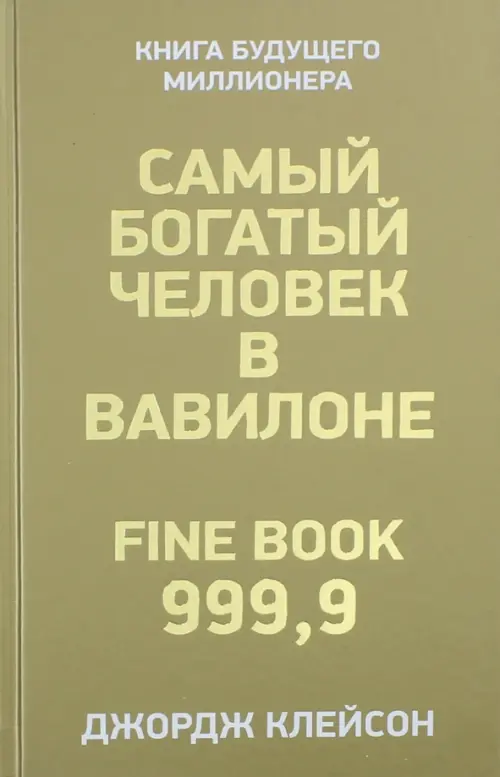 КНИГА БУДУЩЕГО
МИЛЛИОНЕРА
САМЫЙ
БОГАТЫЙ
ЧЕЛОВЕК
В
ВАВИЛОНЕ
FINE BOOK
999,9
ДЖОРДЖ КЛЕЙСОН